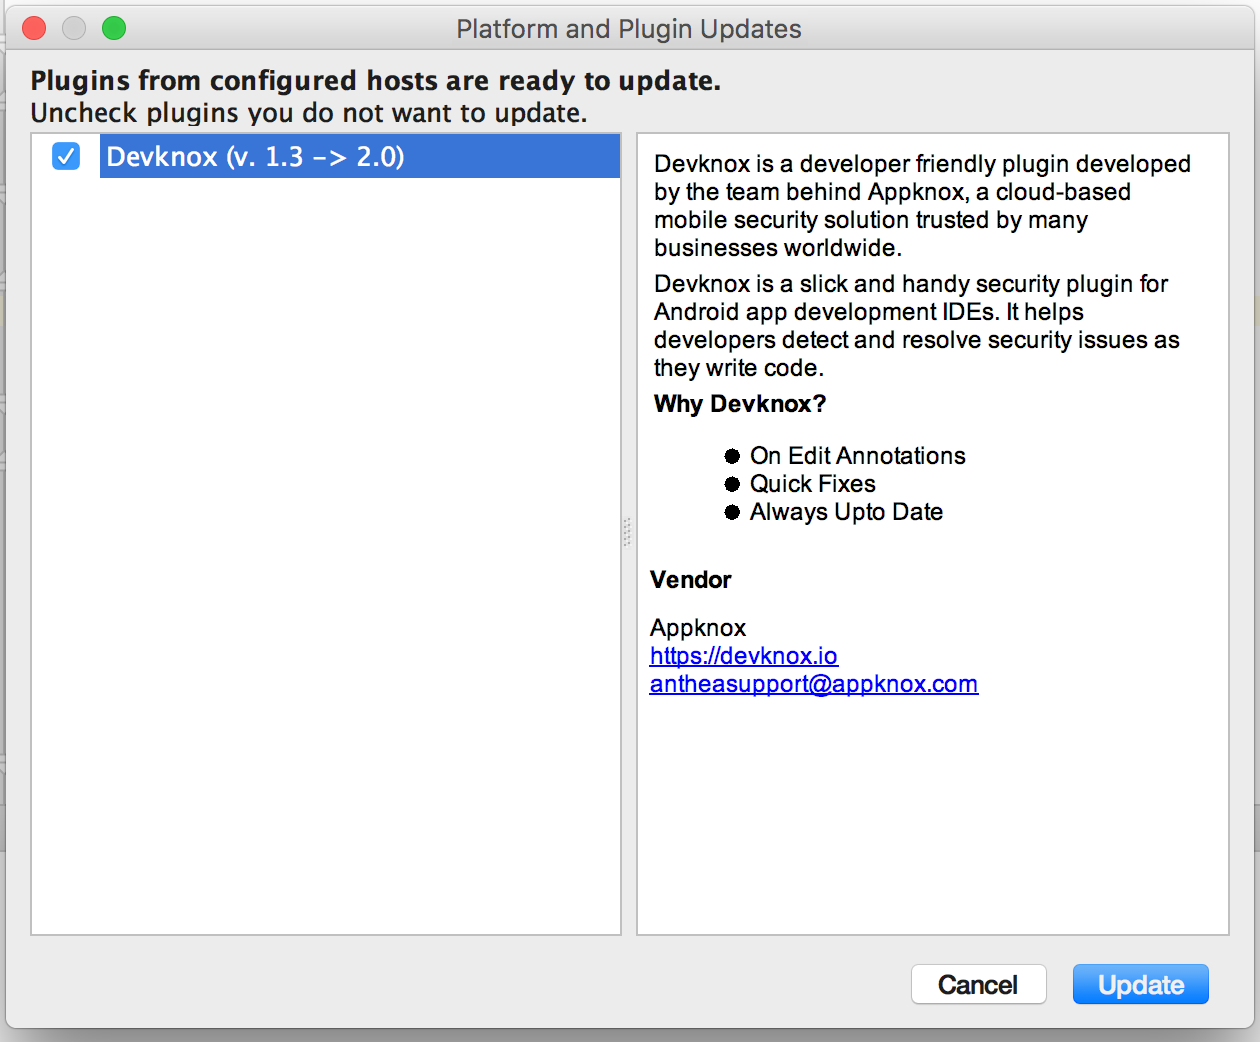 Platform and Plugin Updates
Plugins from configured hosts are ready to update.
Uncheck plugins you do not want to update.
Devknox (v. 1.3 -> 2.0)
Devknox is a developer friendly plugin developed
by the team behind Appknox, a cloud-based
mobile security solution trusted by many
businesses worldwide.
Devknox is a slick and handy security plugin for
Android app development IDEs. It helps
developers detect and resolve security issues as
they write code.
Why Devknox?
● On Edit Annotations
● Quick Fixes
● Always Upto Date
Vendor
Appknox
https://devknox.io
antheasupport@appknox.com
Cancel
Update